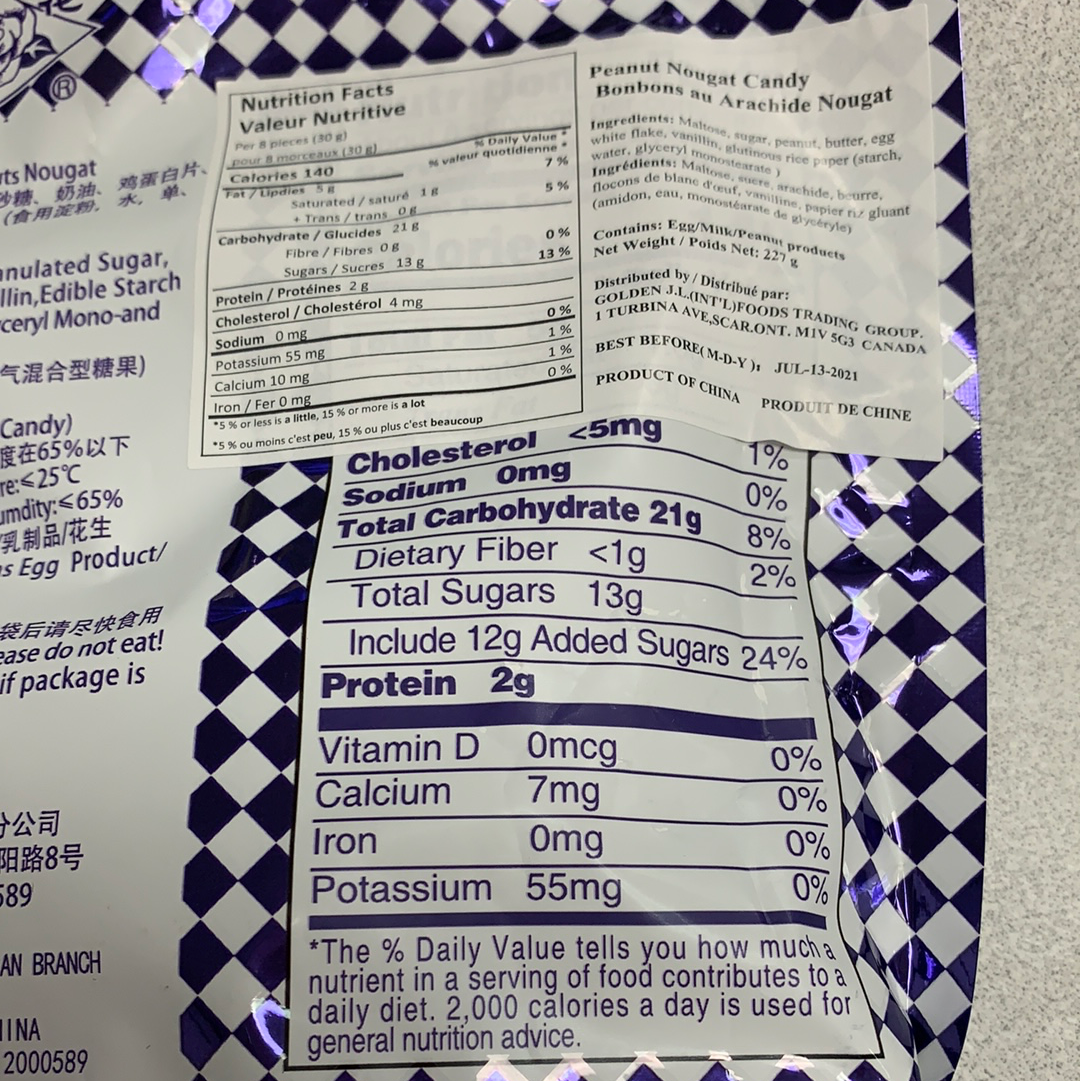 ®
rts Nougat
砂糖、奶油、鸡蛋白片、
(食用淀粉、水、单、
anulated Sugar,
llin,Edible Starch
ceryl Mono-and
气混合型糖果)
Candy)
度在65%以下
re:≤25℃
umdity:≤65%
乳制品/花生
s Egg Product/
袋后请尽快食用
ease do not eat!
if package is
分公司
阳路8号
589
AN BRANCH
INA
2000589
Nutrition Facts
Valeur Nutritive
Per 8 pieces (30 g)
pour 8 morceaux (30 g)
% Daily Value *
% valeur quotidienne *
Calories 140
Fat / Lipdies 5 g 7 %
Saturated / saturé 1 g 5 %
+ Trans / trans 0 g
Carbohydrate / Glucides 21 g
Fibre / Fibres 0 g 0 %
Sugars / Sucres 13 g 13 %
Protein / Protéines 2 g
Cholesterol / Cholestérol 4 mg
Sodium 0 mg 0 %
Potassium 55 mg 1 %
Calcium 10 mg 1 %
Iron / Fer 0 mg 0 %
*5 % or less is a little, 15 % or more is a lot
*5 % ou moins c'est peu, 15 % ou plus c'est beaucoup
Peanut Nougat Candy
Bonbons au Arachide Nougat
Ingredients: Maltose, sugar, peanut, butter, egg
white flake, vanillin, glutinous rice paper (starch,
water, glyceryl monostearate )
Ingrédients: Maltose, sucre, arachide, beurre,
flocons de blanc d'œuf, vanilline, papier riz gluant
(amidon, eau, monostéarate de glycéryle)
Contains: Egg/Milk/Peanut products
Net Weight / Poids Net: 227 g
Distributed by / Distribué par:
GOLDEN J.L.(INT'L)FOODS TRADING GROUP.
1 TURBINA AVE,SCAR.ONT. M1V 5G3 CANADA
BEST BEFORE( M-D-Y ): JUL-13-2021
PRODUCT OF CHINA PRODUIT DE CHINE
Cholesterol <5mg 1%
Sodium 0mg 0%
Total Carbohydrate 21g 8%
Dietary Fiber <1g 2%
Total Sugars 13g
Include 12g Added Sugars 24%
Protein 2g
Vitamin D 0mcg 0%
Calcium 7mg 0%
Iron 0mg 0%
Potassium 55mg 0%
*The % Daily Value tells you how much a
nutrient in a serving of food contributes to a
daily diet. 2,000 calories a day is used for
general nutrition advice.